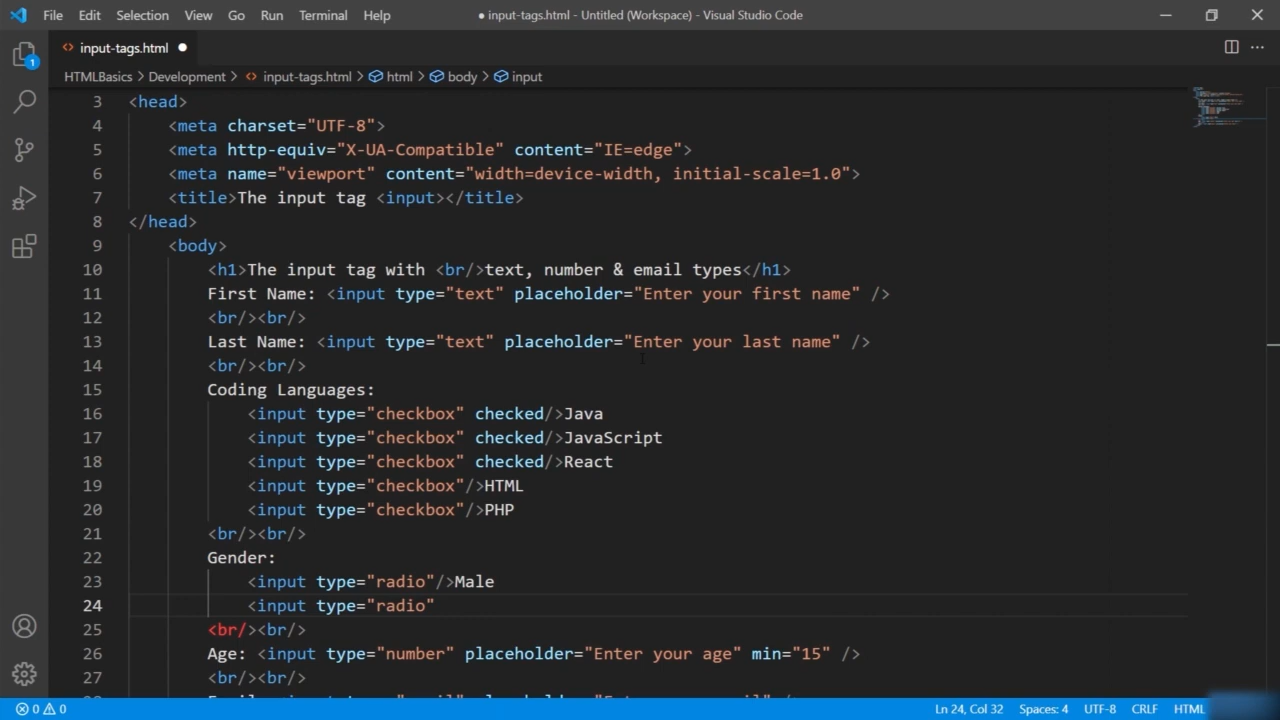 File Edit Selection View Go Run Terminal Help ● input-tags.html - Untitled (Workspace) - Visual Studio Code
<> input-tags.html ●
1
HTMLBasics > Development > <> input-tags.html > html > body > input
3 <head>
4 <meta charset="UTF-8">
5 <meta http-equiv="X-UA-Compatible" content="IE=edge">
6 <meta name="viewport" content="width=device-width, initial-scale=1.0">
7 <title>The input tag <input></title>
8 </head>
9 <body>
10 <h1>The input tag with <br/>text, number & email types</h1>
11 First Name: <input type="text" placeholder="Enter your first name" />
12 <br/><br/>
13 Last Name: <input type="text" placeholder="Enter your last name" />
14 <br/><br/>
15 Coding Languages:
16 <input type="checkbox" checked/>Java
17 <input type="checkbox" checked/>JavaScript
18 <input type="checkbox" checked/>React
19 <input type="checkbox"/>HTML
20 <input type="checkbox"/>PHP
21 <br/><br/>
22 Gender:
23 <input type="radio"/>Male
24 <input type="radio"
25 <br/><br/>
26 Age: <input type="number" placeholder="Enter your age" min="15" />
27 <br/><br/>
0 0 Ln 24, Col 32 Spaces: 4 UTF-8 CRLF HTML